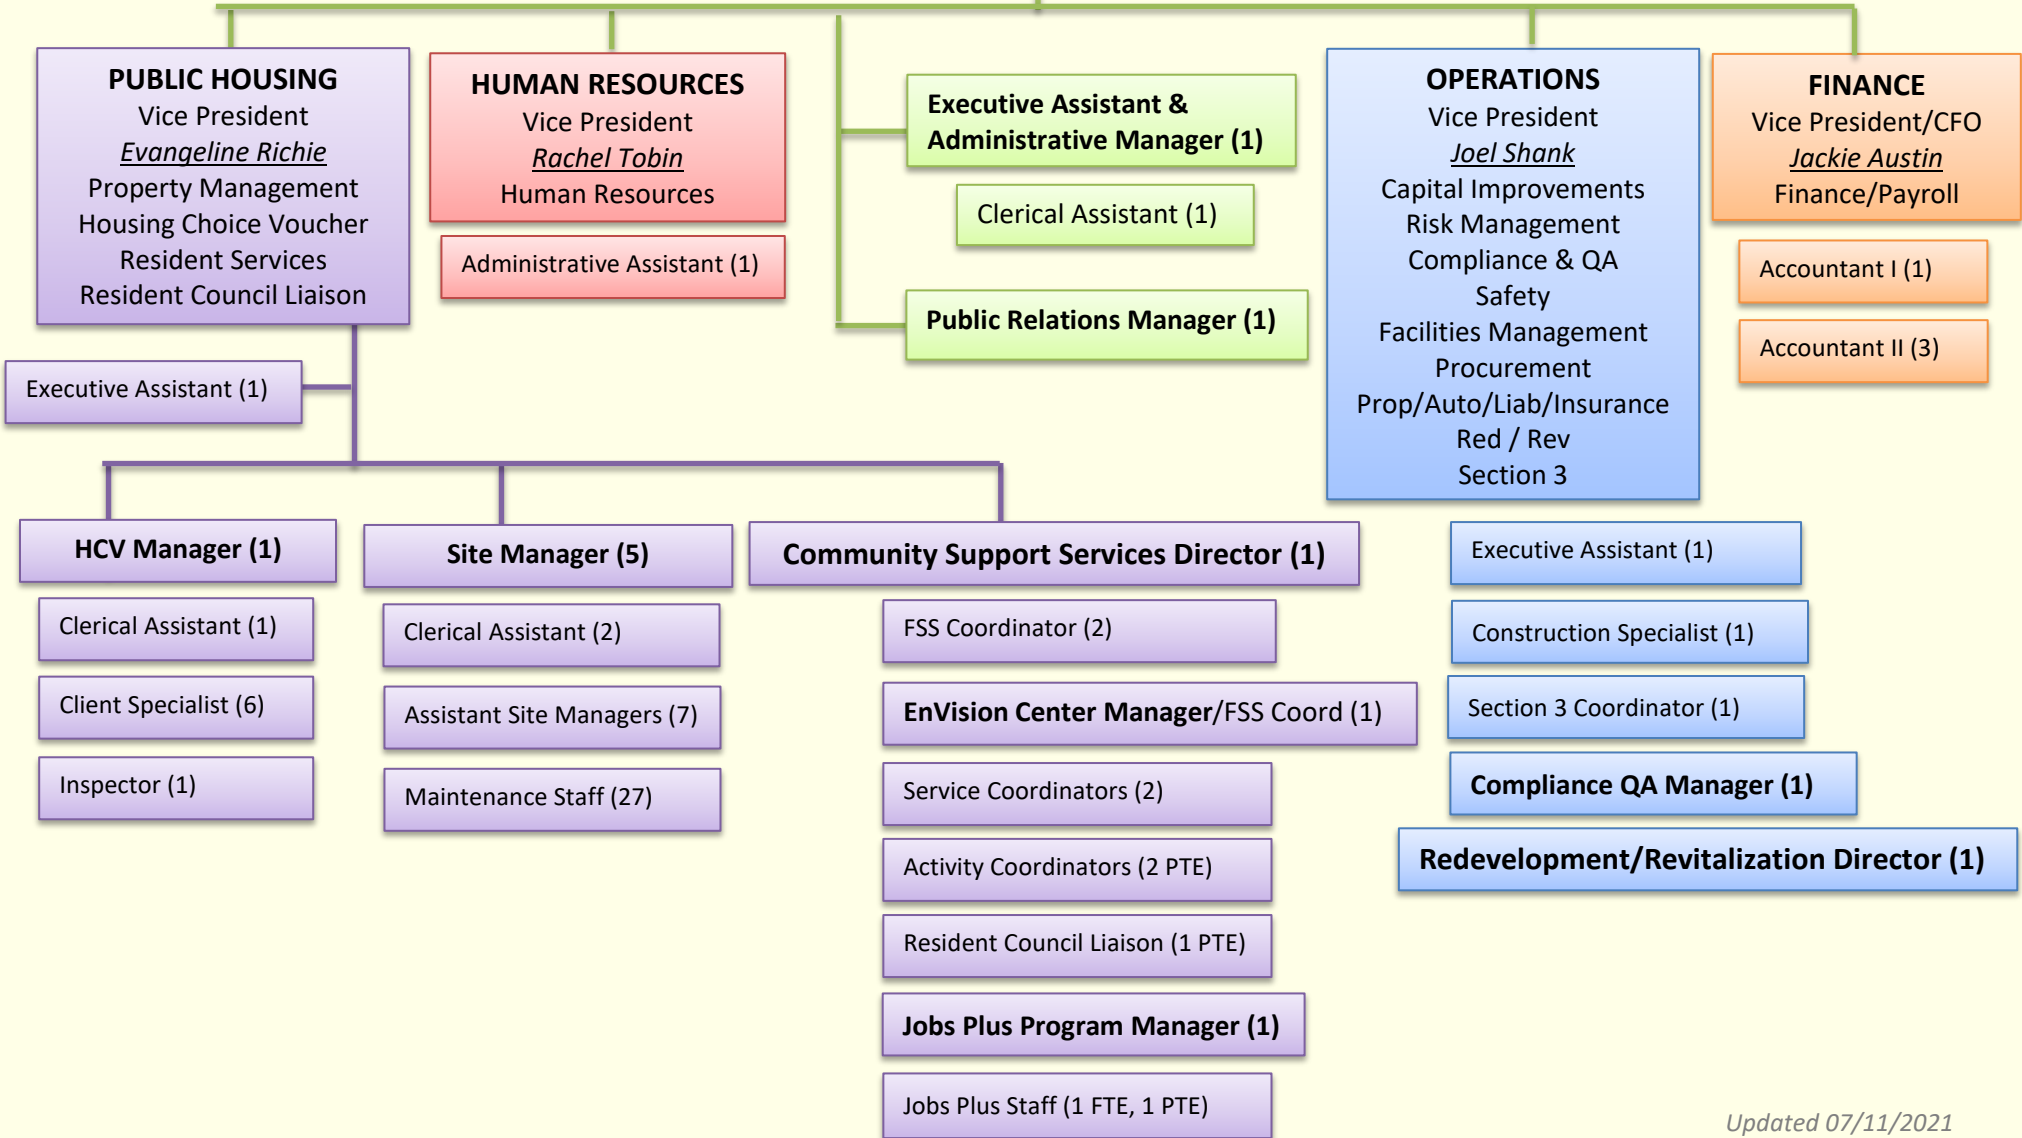 PUBLIC HOUSING
Vice President
Evangeline Richie
Property Management
Housing Choice Voucher
Resident Services
Resident Council Liaison
Executive Assistant (1)
HUMAN RESOURCES
Vice President
Rachel Tobin
Human Resources
Administrative Assistant (1)
Executive Assistant &
Administrative Manager (1)
Clerical Assistant (1)
Public Relations Manager (1)
OPERATIONS
Vice President
Joel Shank
Capital Improvements
Risk Management
Compliance & QA
Safety
Facilities Management
Procurement
Prop/Auto/Liab/Insurance
Red / Rev
Section 3
FINANCE
Vice President/CFO
Jackie Austin
Finance/Payroll
Accountant I (1)
Accountant II (3)
HCV Manager (1)
Clerical Assistant (1)
Client Specialist (6)
Inspector (1)
Site Manager (5)
Clerical Assistant (2)
Assistant Site Managers (7)
Maintenance Staff (27)
Community Support Services Director (1)
FSS Coordinator (2)
EnVision Center Manager/FSS Coord (1)
Service Coordinators (2)
Activity Coordinators (2 PTE)
Resident Council Liaison (1 PTE)
Jobs Plus Program Manager (1)
Jobs Plus Staff (1 FTE, 1 PTE)
Executive Assistant (1)
Construction Specialist (1)
Section 3 Coordinator (1)
Compliance QA Manager (1)
Redevelopment/Revitalization Director (1)
Updated 07/11/2021